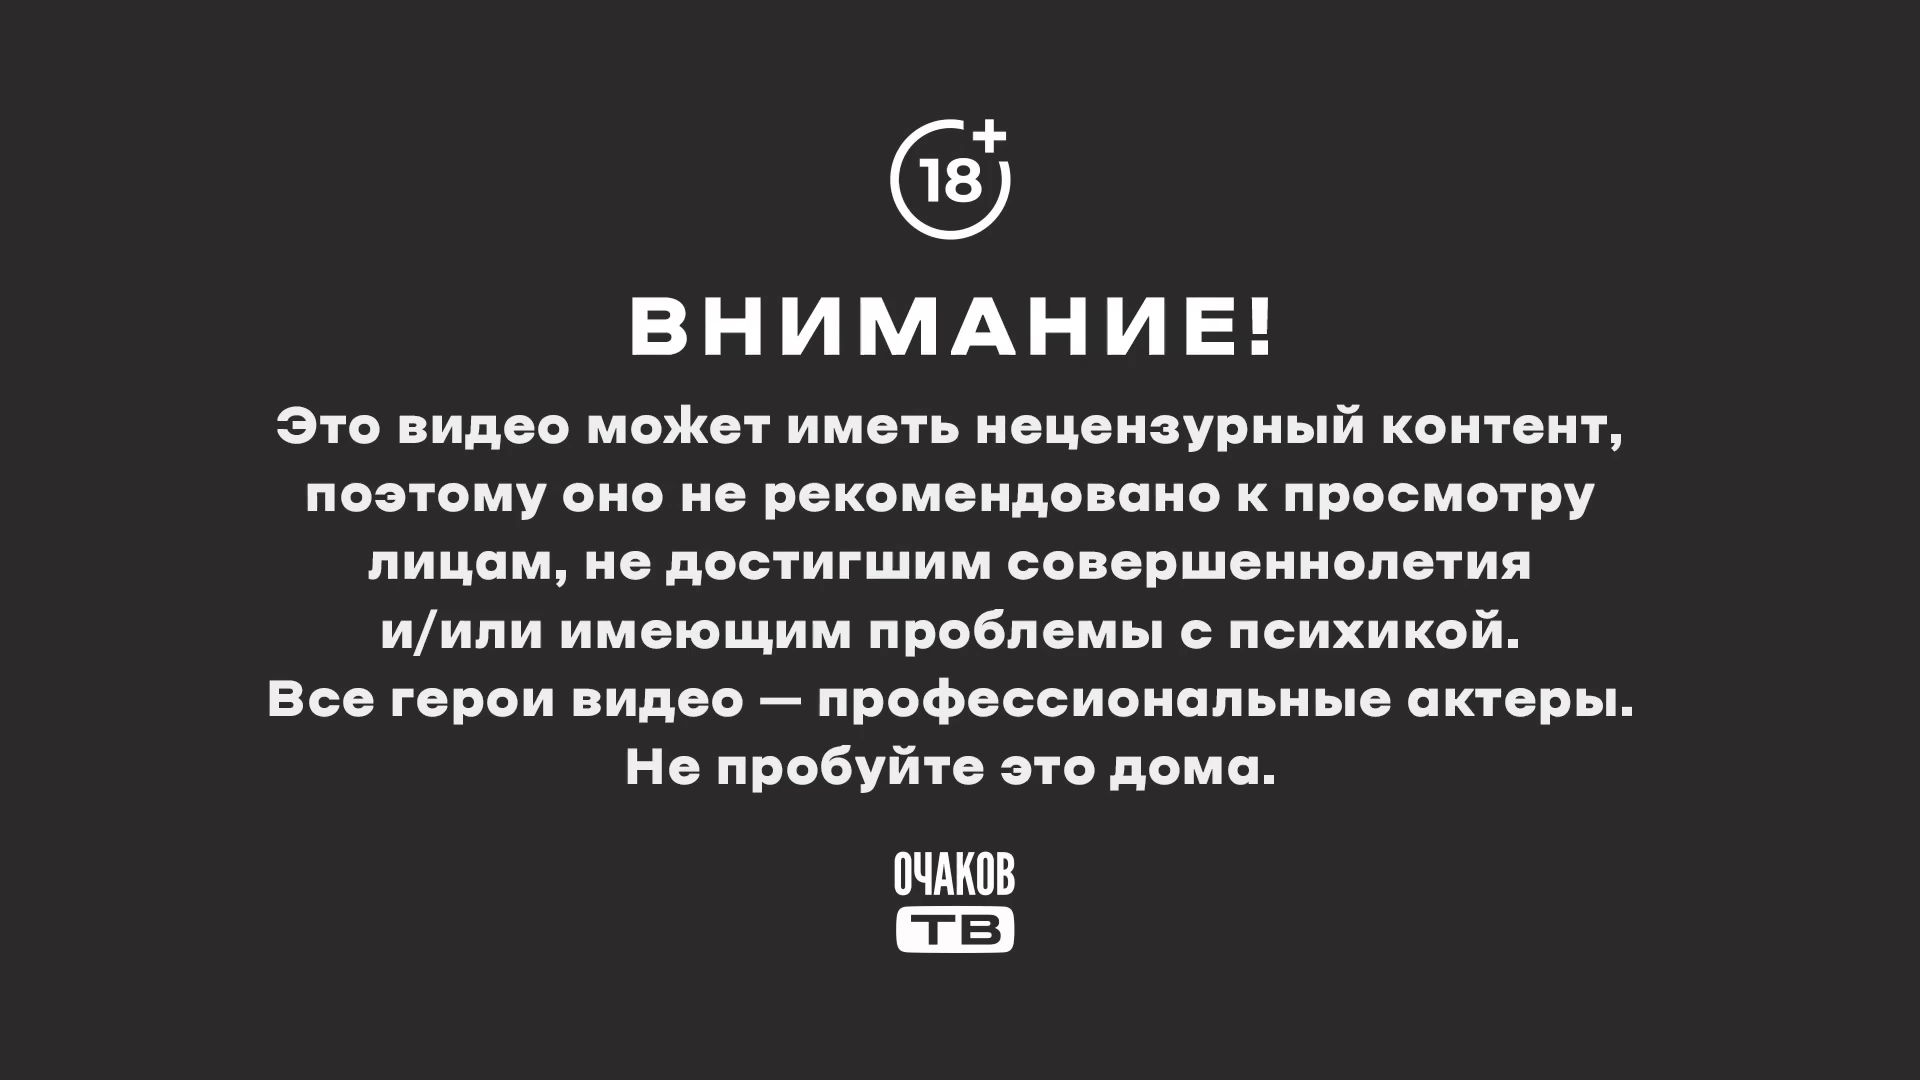 18+
ВНИМАНИЕ!
Это видео может иметь нецензурный контент,
поэтому оно не рекомендовано к просмотру
лицам, не достигшим совершеннолетия
и/или имеющим проблемы с психикой.
Все герои видео — профессиональные актеры.
Не пробуйте это дома.
ОЧАКОВ
ТВ